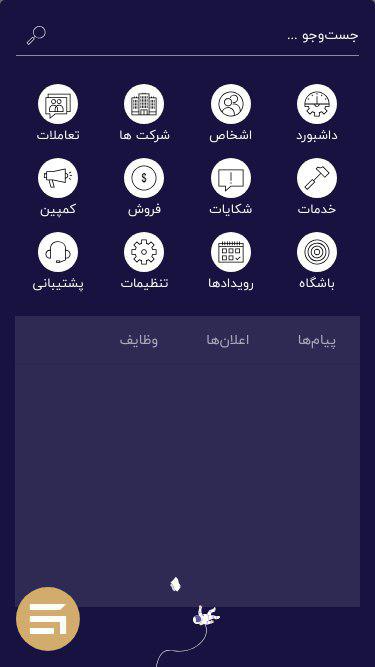 جست‌وجو ...
داشبورد اشخاص شرکت ها تعاملات
خدمات شکایات فروش کمپین
باشگاه رویدادها تنظیمات پشتیبانی
پیام‌ها اعلان‌ها وظایف